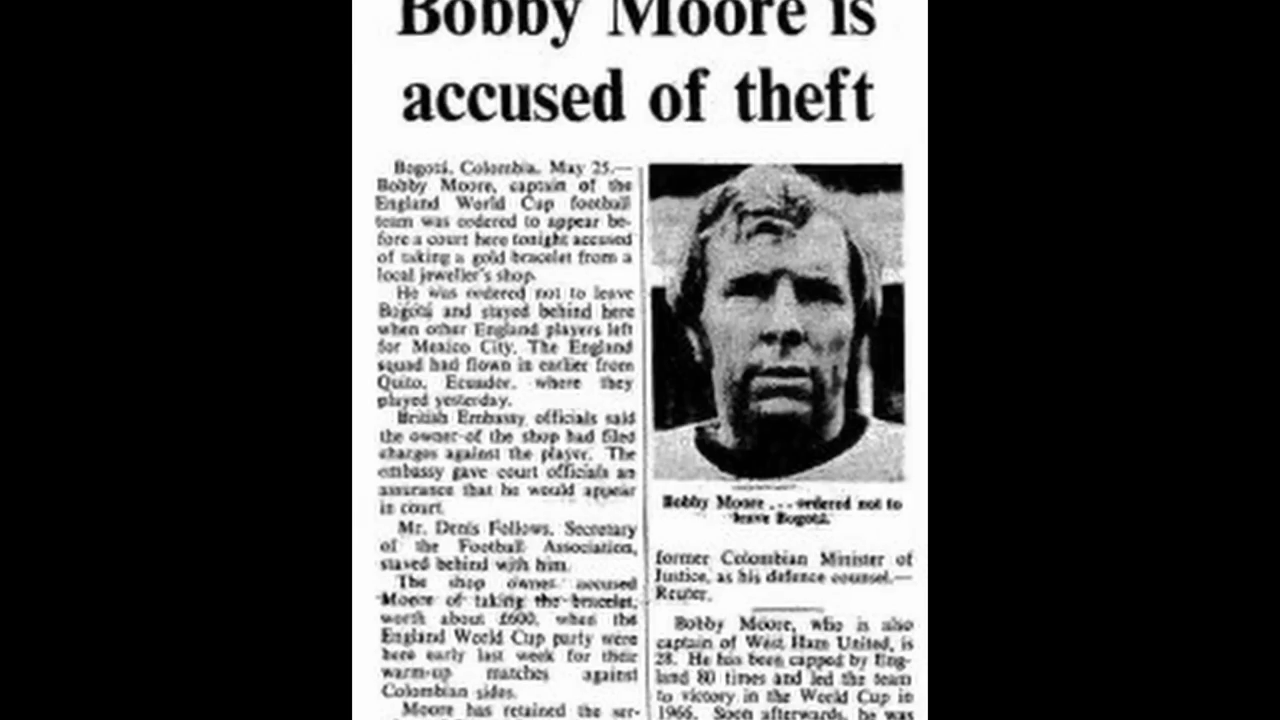 Bobby Moore is
accused of theft
Bogotá, Colombia, May 25.—
Bobby Moore, captain of the
England World Cup football
team was ordered to appear be-
fore a court here tonight accused
of taking a gold bracelet from a
local jeweller's shop.
He was ordered not to leave
Bogotá and stayed behind here
when other England players left
for Mexico City. The England
squad had flown in earlier from
Quito, Ecuador, where they
played yesterday.
British Embassy officials said
the owner of the shop had filed
charges against the player. The
embassy gave court officials an
assurance that he would appear
in court.
Mr. Denis Follows, Secretary
of the Football Association,
stayed behind with him.
The shop owner accused
Moore of taking the bracelet,
worth about £600, when the
England World Cup party were
here early last week for their
warm-up matches against
Colombian sides.
Moore has retained the ser-
Bobby Moore . . . ordered not to
leave Bogotá.
former Colombian Minister of
Justice, as his defence counsel.—
Reuter.
Bobby Moore, who is also
captain of West Ham United, is
28. He has been capped by Eng-
land 80 times and led the team
to victory in the World Cup in
1966. Soon afterwards, he was